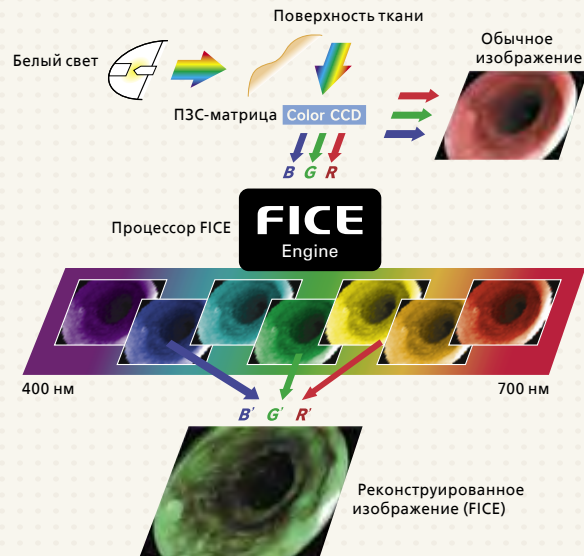 Поверхность ткани
Белый свет
Обычное
изображение
ПЗС-матрица
Color CCD
B G R
Процессор FICE
FICE
Engine
400 нм
700 нм
B' G' R'
Реконструированное
изображение (FICE)